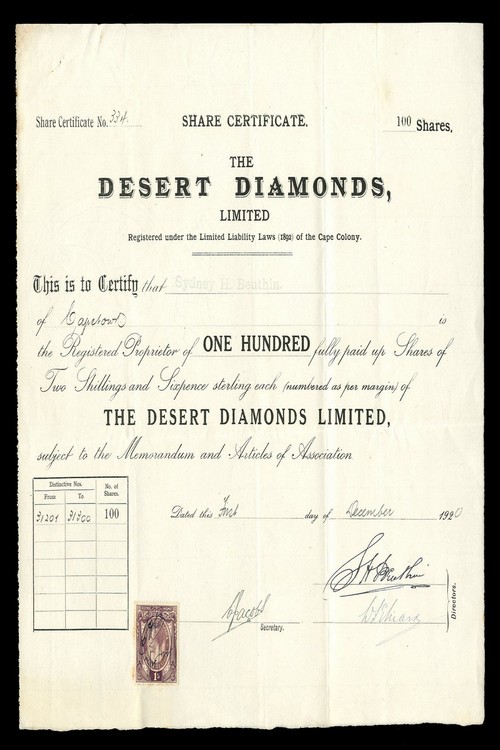 Share Certificate No. 334.
SHARE CERTIFICATE.
100 Shares,
THE
DESERT DIAMONDS,
LIMITED
Registered under the Limited Liability Laws (1892) of the Cape Colony.
This is to Certify that Sydney H. Beuthin.
of Capetown is
the Registered Proprietor of ONE HUNDRED fully paid up Shares of
Two Shillings and Sixpence sterling each (numbered as per margin) of
THE DESERT DIAMONDS LIMITED,
subject to the Memorandum and Articles of Association
Distinctive Nos. No. of Shares.
From To
31201 31300 100
Dated this First day of December 1920
S H Beuthin
Jacobs
Secretary.
Directors.